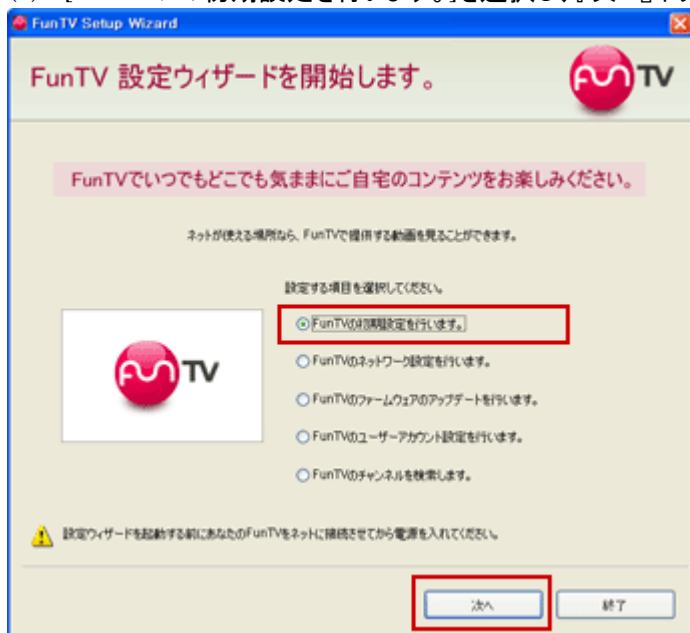 FunTV Setup Wizard
FunTV 設定ウィザードを開始します。
FUN TV
FunTVでいつでもどこでも気ままにご自宅のコンテンツをお楽しみください。
ネットが使える場所なら、FunTVで提供する動画を見ることができます。
設定する項目を選択してください。
FunTVの初期設定を行います。
FunTVのネットワーク設定を行います。
FUN TV
FunTVのファームウェアのアップデートを行います。
FunTVのユーザーアカウント設定を行います。
FunTVのチャンネルを検索します。
設定ウィザードを起動する前にあなたのFunTVをネットに接続させてから電源を入れてください。
次へ
終了